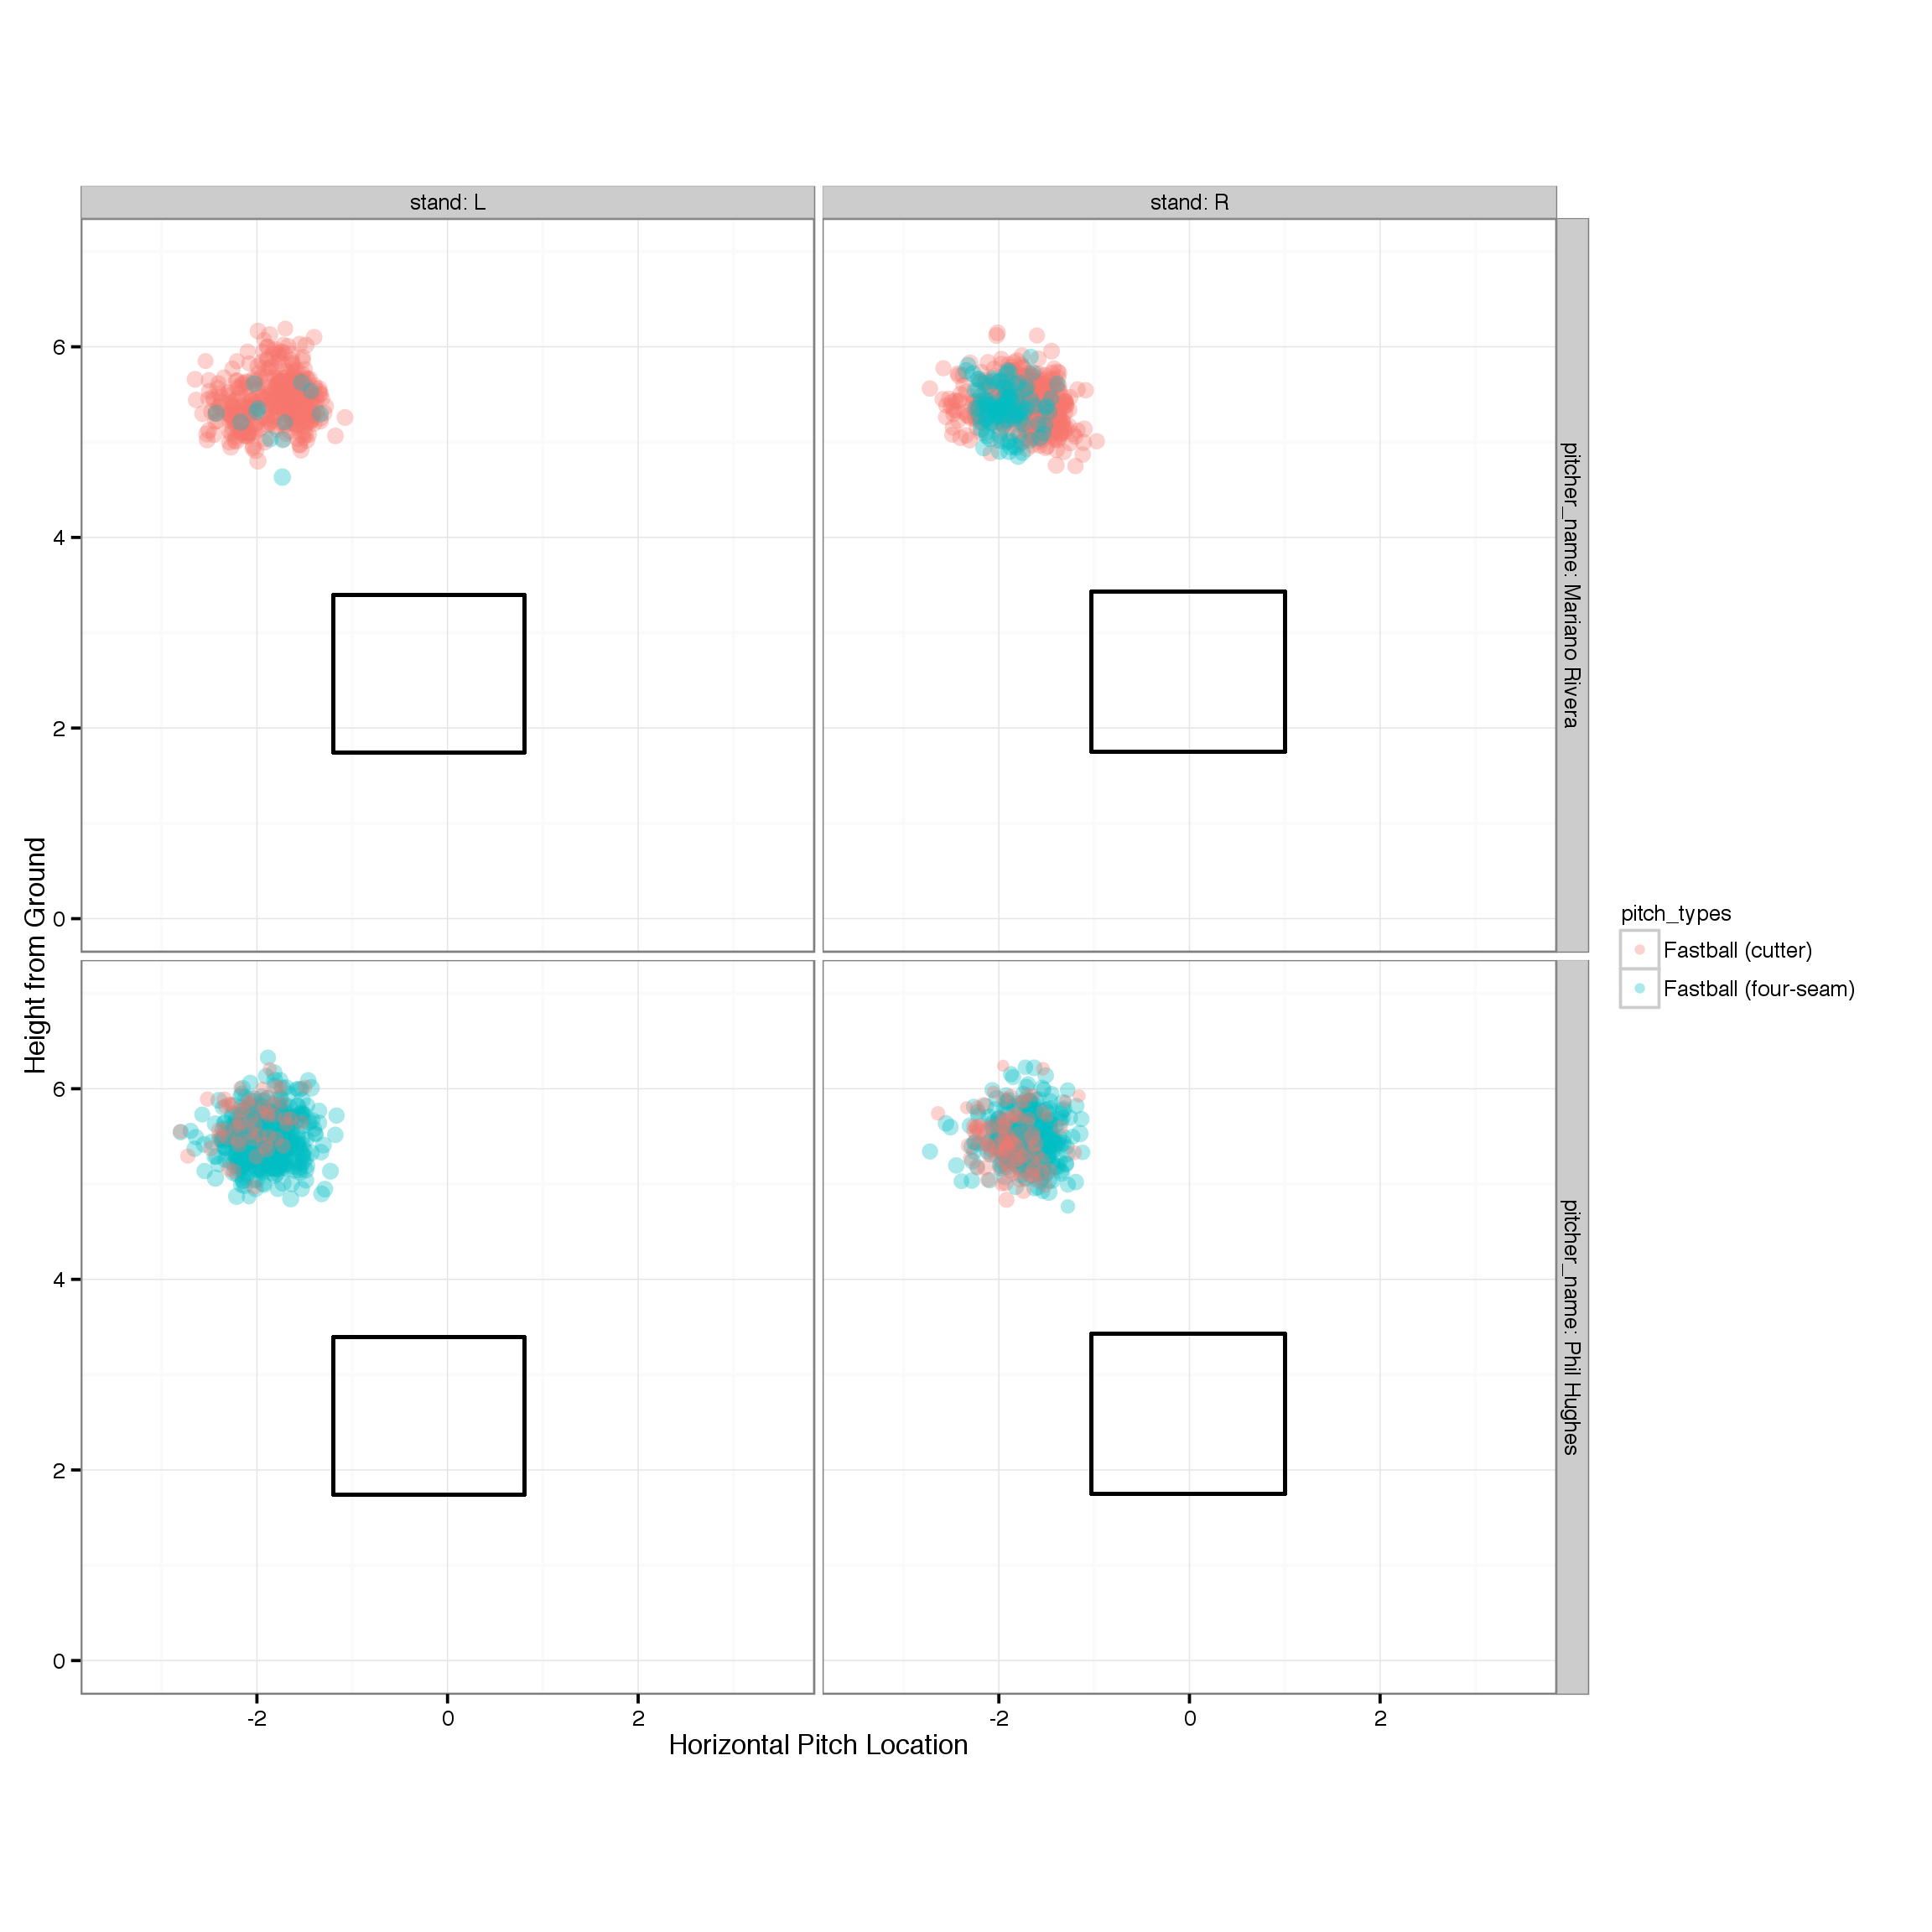 stand: L
stand: R
6
4
2
0
pitcher_name: Mariano Rivera
6
4
2
0
pitcher_name: Phil Hughes
-2
0
2
-2
0
2
Horizontal Pitch Location
Height from Ground
pitch_types
Fastball (cutter)
Fastball (four-seam)